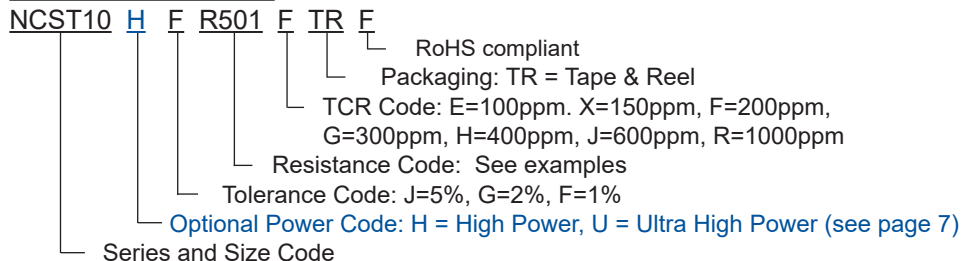 NCST10 H F R501 F TR F
RoHS compliant
Packaging: TR = Tape & Reel
TCR Code: E=100ppm. X=150ppm, F=200ppm,
G=300ppm, H=400ppm, J=600ppm, R=1000ppm
Resistance Code: See examples
Tolerance Code: J=5%, G=2%, F=1%
Optional Power Code: H = High Power, U = Ultra High Power (see page 7)
Series and Size Code